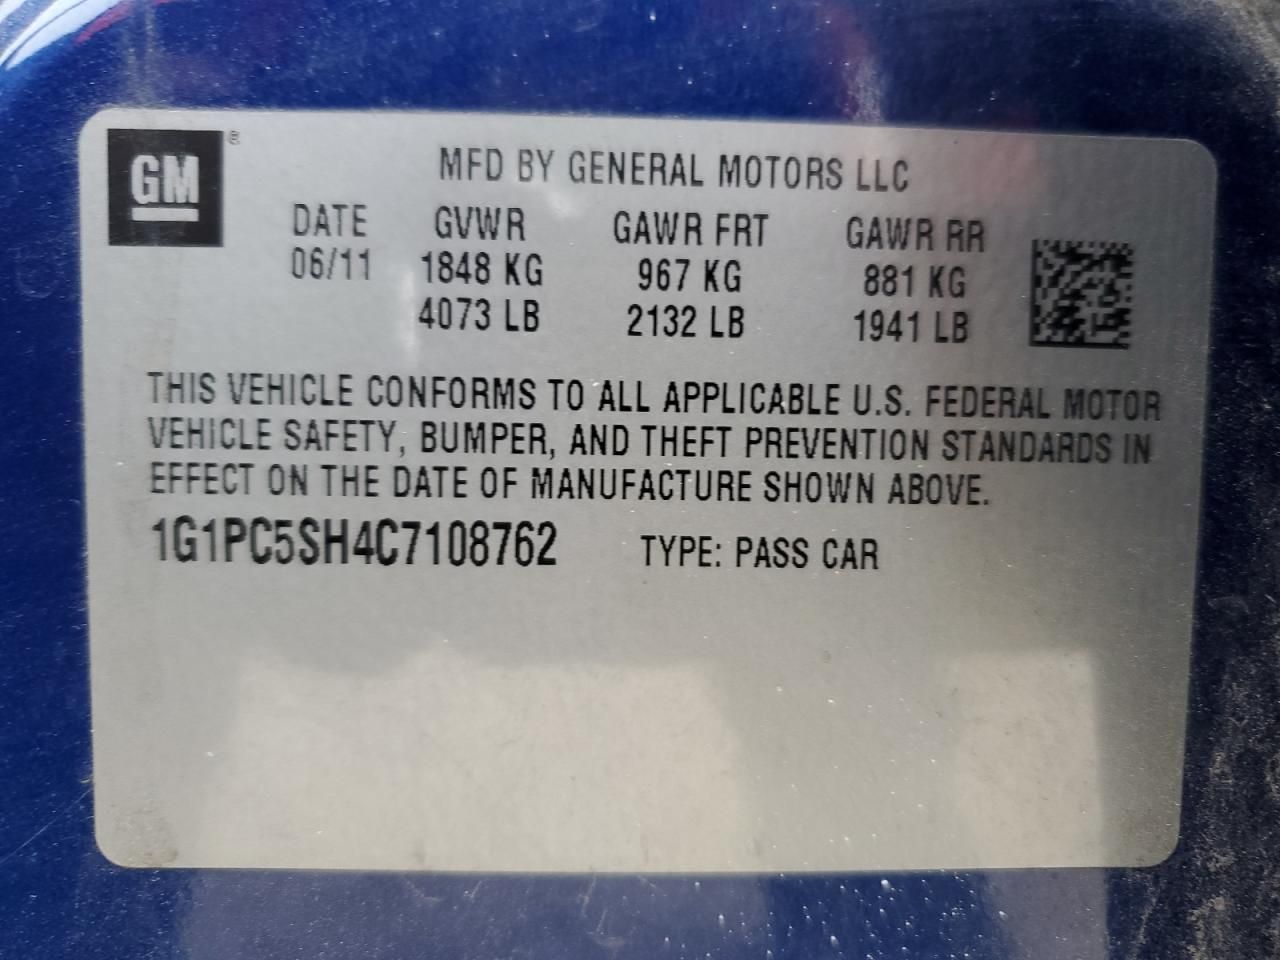 GM ®
MFD BY GENERAL MOTORS LLC
DATE GVWR GAWR FRT GAWR RR
06/11 1848 KG 967 KG 881 KG
4073 LB 2132 LB 1941 LB
THIS VEHICLE CONFORMS TO ALL APPLICABLE U.S. FEDERAL MOTOR
VEHICLE SAFETY, BUMPER, AND THEFT PREVENTION STANDARDS IN
EFFECT ON THE DATE OF MANUFACTURE SHOWN ABOVE.
1G1PC5SH4C7108762 TYPE: PASS CAR